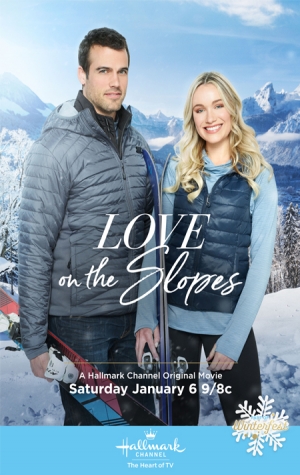 LOVE
on the Slopes
A Hallmark Channel Original Movie
Saturday January 6 9/8c
Winterfest
Hallmark
CHANNEL
The Heart of TV